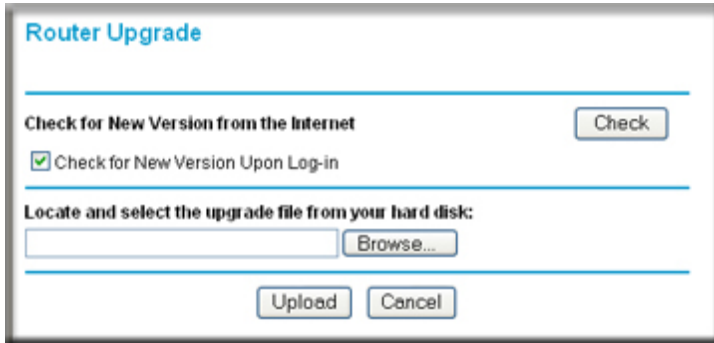 Router Upgrade
Check for New Version from the Internet
Check
Check for New Version Upon Log-in
Locate and select the upgrade file from your hard disk:
Browse...
Upload
Cancel